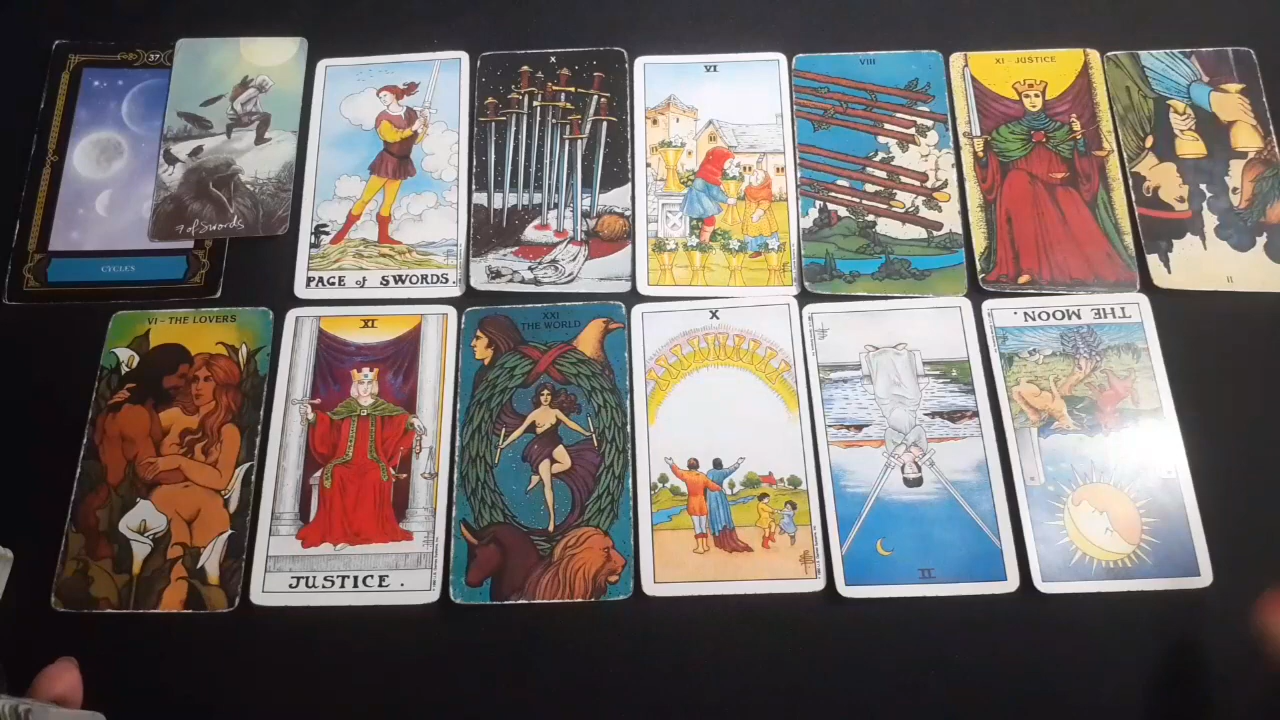 37
CYCLES
7 of Swords
PAGE of SWORDS.
X
VI
VIII
XI - JUSTICE
II
VI - THE LOVERS
XI
JUSTICE.
XXI
THE WORLD
X
II
THE MOON.